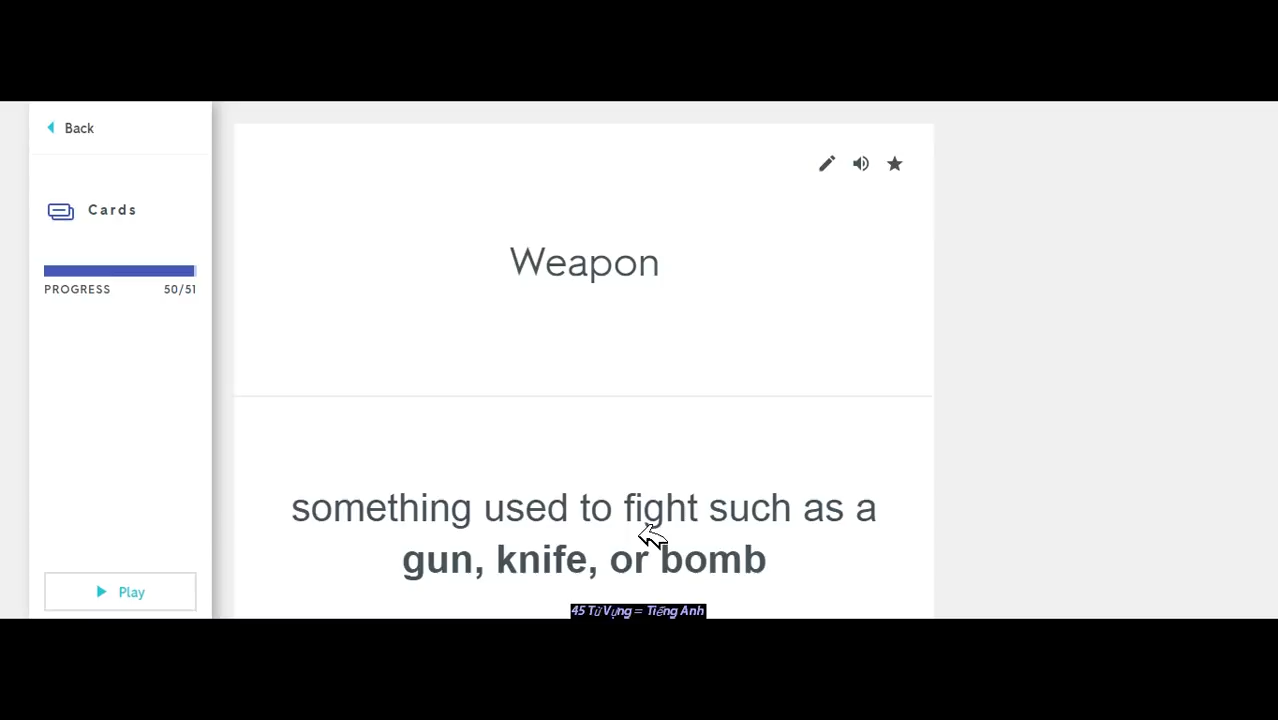 Back
Cards
PROGRESS 50/51
Play
Weapon
something used to fight such as a
gun, knife, or bomb
45 Từ Vựng = Tiếng Anh